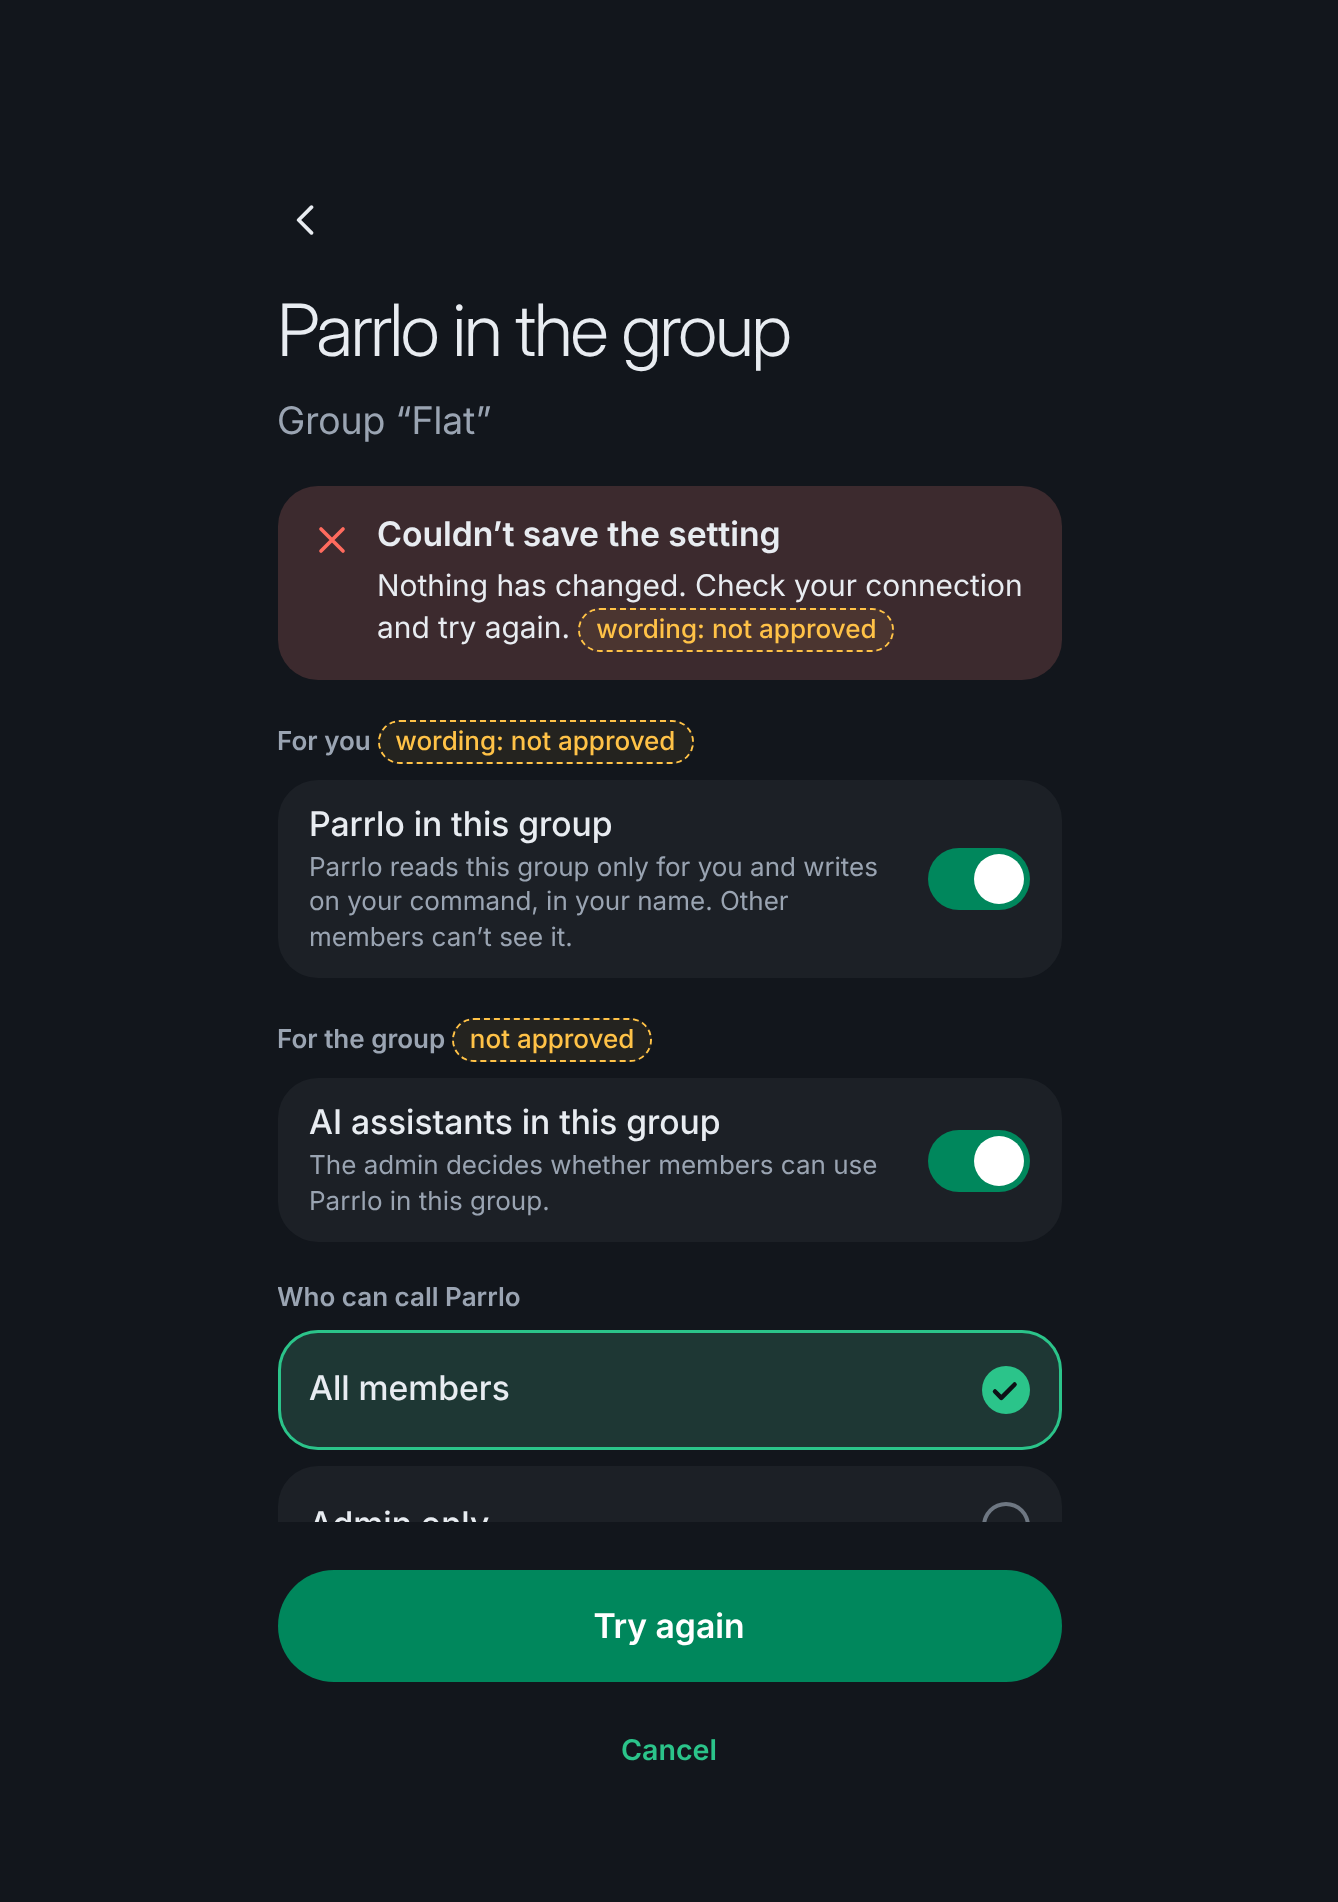 Parrlo in the group
Group “Flat”
Couldn’t save the setting
Nothing has changed. Check your connection
and try again. wording: not approved
For you wording: not approved
Parrlo in this group
Parrlo reads this group only for you and writes
on your command, in your name. Other
members can’t see it.
For the group not approved
AI assistants in this group
The admin decides whether members can use
Parrlo in this group.
Who can call Parrlo
All members
Admin only
Try again
Cancel